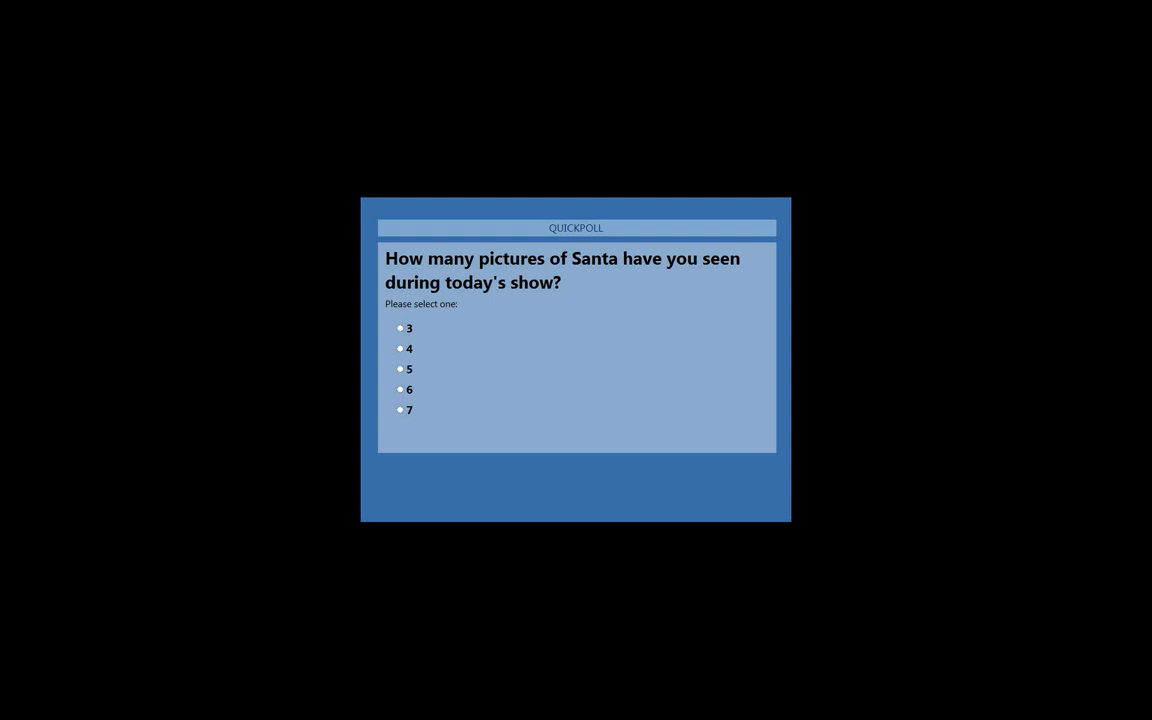 QUICKPOLL
How many pictures of Santa have you seen
during today's show?
Please select one:
3
4
5
6
7